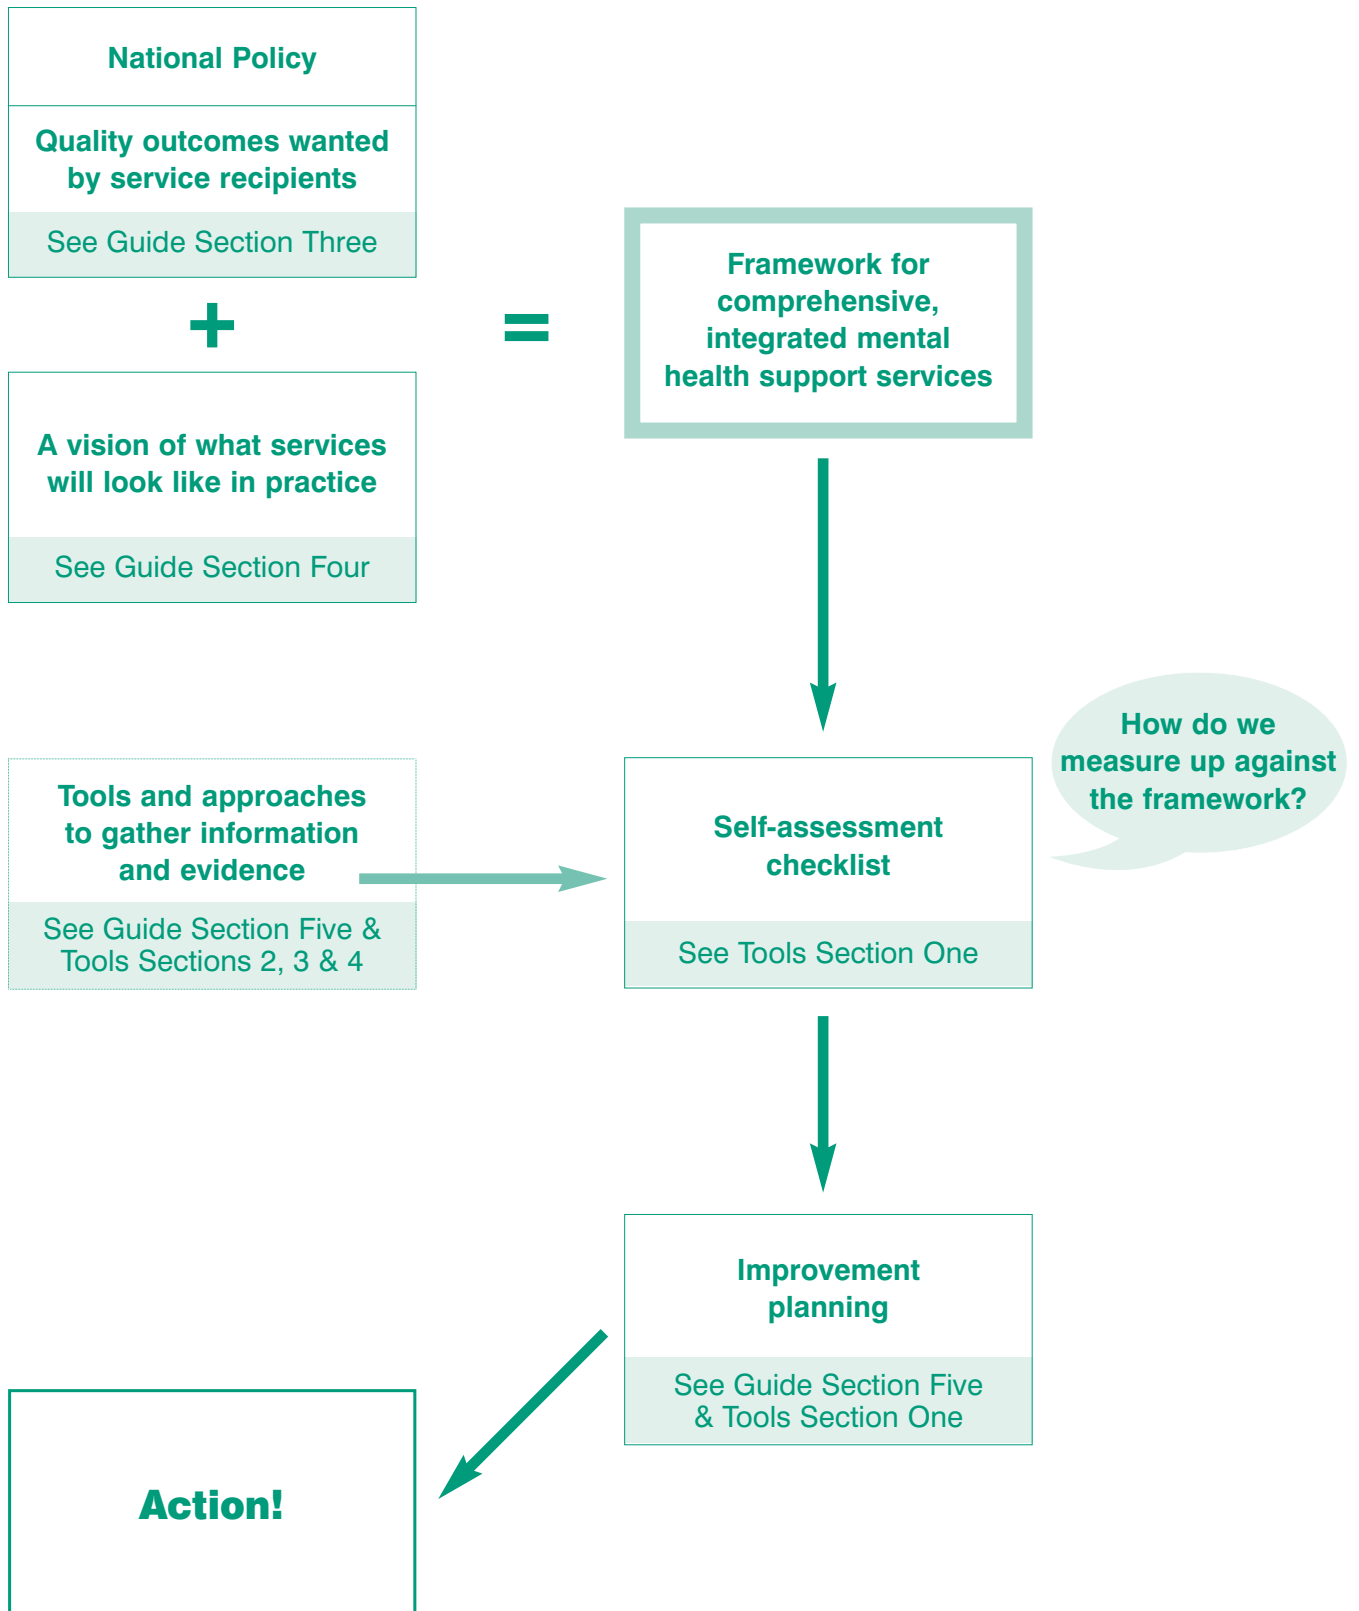 National Policy
Quality outcomes wanted
by service recipients
See Guide Section Three
+
=
A vision of what services
will look like in practice
See Guide Section Four
Framework for
comprehensive,
integrated mental
health support services
How do we
measure up against
the framework?
Tools and approaches
to gather information
and evidence
See Guide Section Five &
Tools Sections 2, 3 & 4
Self-assessment
checklist
See Tools Section One
Improvement
planning
See Guide Section Five
& Tools Section One
Action!